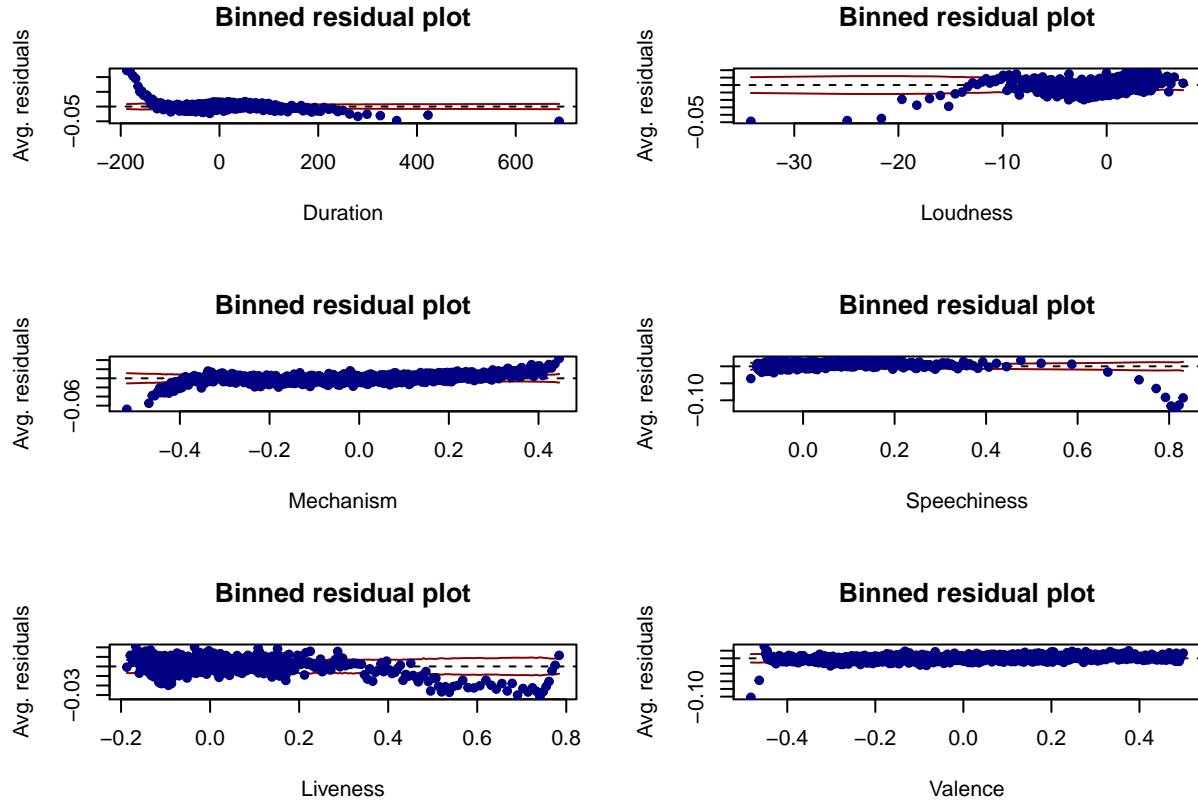 Binned residual plot
Avg. residuals
−0.05
−200 0 200 400 600
Duration
Binned residual plot
Avg. residuals
−0.05
−30 −20 −10 0
Loudness
Binned residual plot
Avg. residuals
−0.06
−0.4 −0.2 0.0 0.2 0.4
Mechanism
Binned residual plot
Avg. residuals
−0.10
0.0 0.2 0.4 0.6 0.8
Speechiness
Binned residual plot
Avg. residuals
−0.03
−0.2 0.0 0.2 0.4 0.6 0.8
Liveness
Binned residual plot
Avg. residuals
−0.10
−0.4 −0.2 0.0 0.2 0.4
Valence